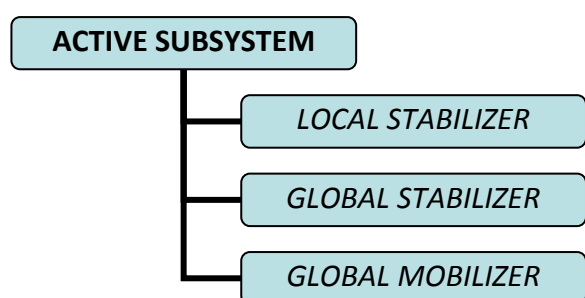 ACTIVE SUBSYSTEM
LOCAL STABILIZER
GLOBAL STABILIZER
GLOBAL MOBILIZER